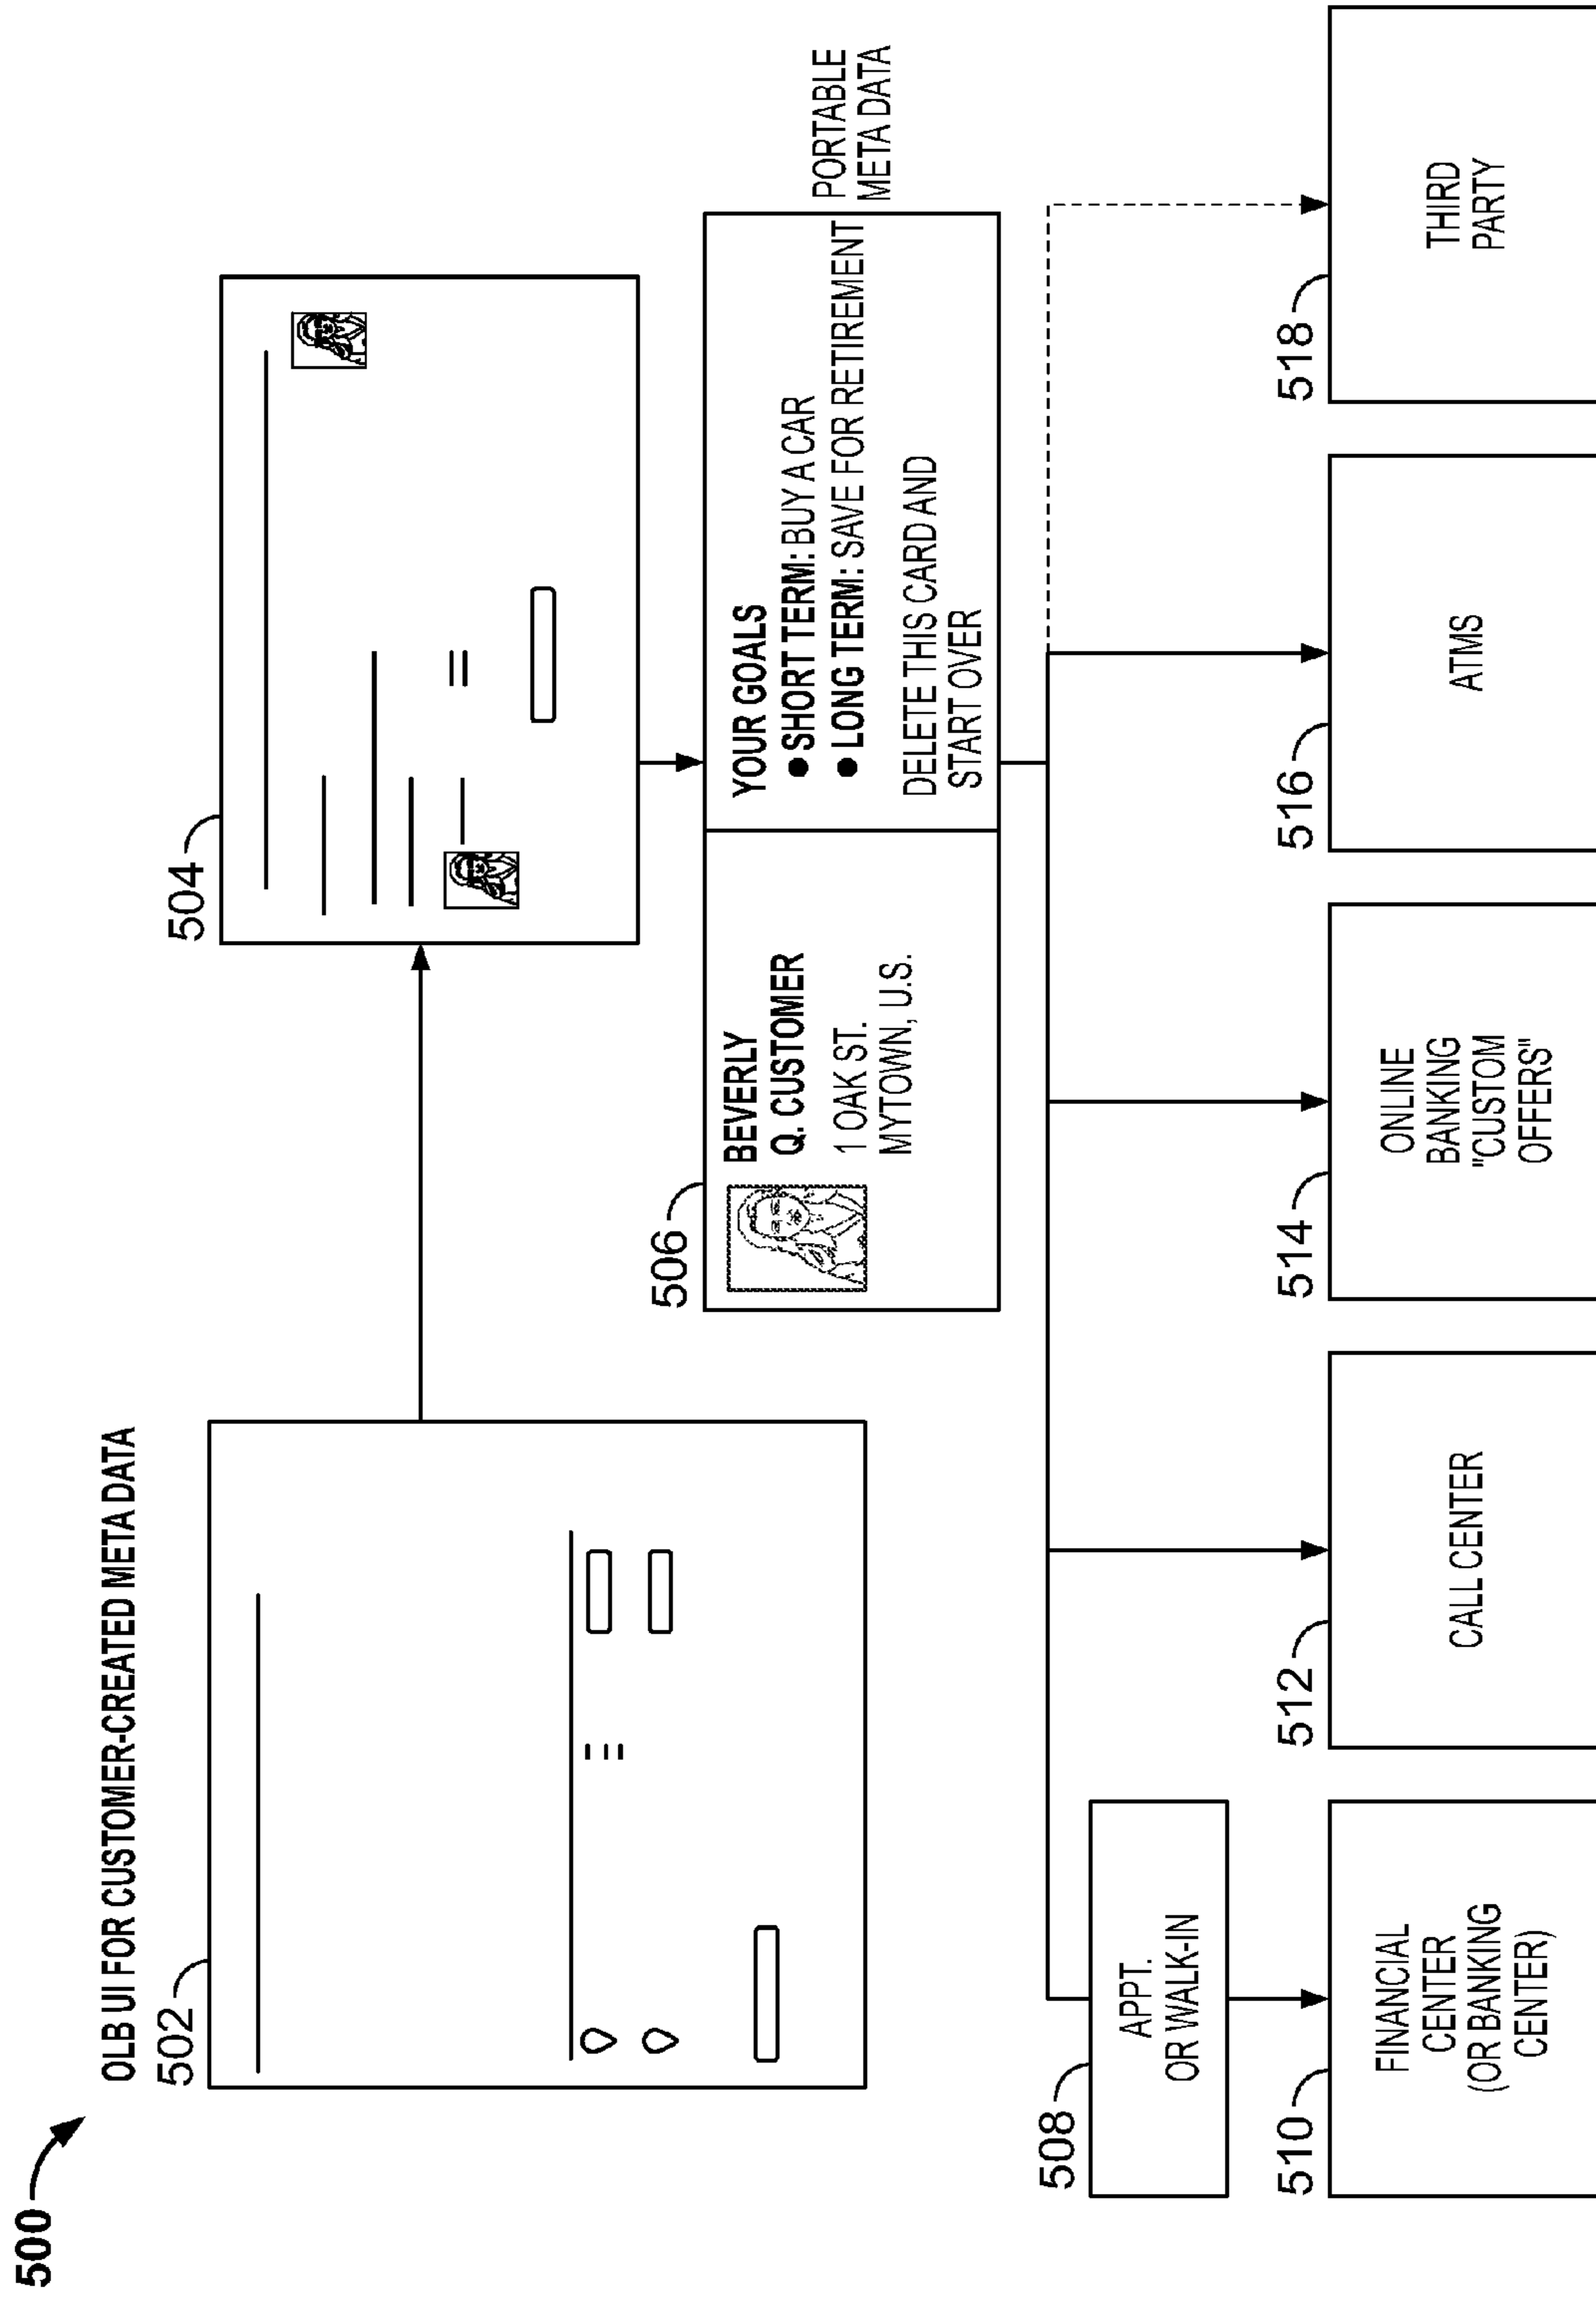 500
OLB UI FOR CUSTOMER-CREATED META DATA
502
504
506
BEVERLY
Q. CUSTOMER
1 OAK ST.
MYTOWN, U.S.
YOUR GOALS
● SHORT TERM: BUY A CAR
● LONG TERM: SAVE FOR RETIREMENT
DELETE THIS CARD AND
START OVER
PORTABLE
META DATA
508
APPT.
OR WALK-IN
510
FINANCIAL
CENTER
(OR BANKING
CENTER)
512
CALL CENTER
514
ONLINE
BANKING
"CUSTOM
OFFERS"
516
ATMS
518
THIRD
PARTY